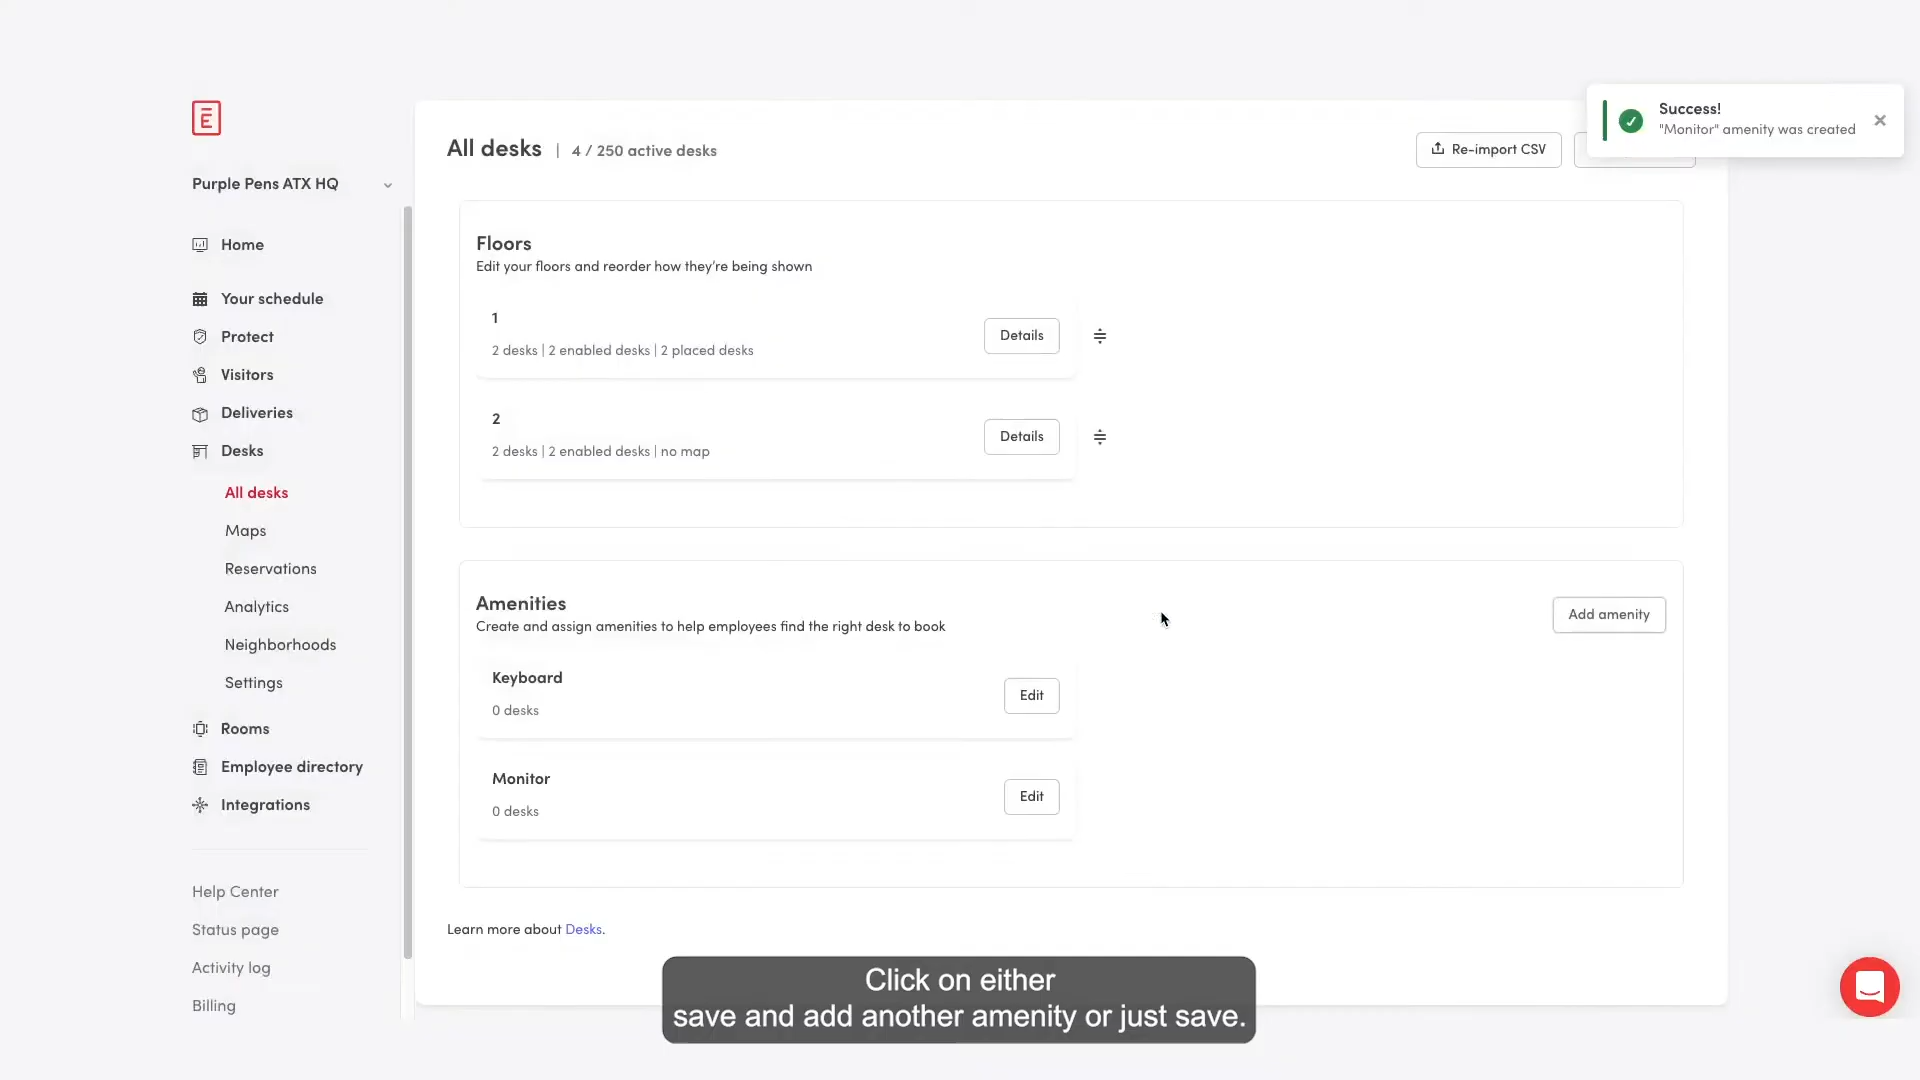 Purple Pens ATX HQ
Home
Your schedule
Protect
Visitors
Deliveries
Desks
All desks
Maps
Reservations
Analytics
Neighborhoods
Settings
Rooms
Employee directory
Integrations
Help Center
Status page
Activity log
Billing
All desks | 4 / 250 active desks
Re-import CSV
Success!
"Monitor" amenity was created
Floors
Edit your floors and reorder how they're being shown
1
2 desks | 2 enabled desks | 2 placed desks
Details
2
2 desks | 2 enabled desks | no map
Details
Amenities
Create and assign amenities to help employees find the right desk to book
Add amenity
Keyboard
0 desks
Edit
Monitor
0 desks
Edit
Learn more about Desks.
Click on either
save and add another amenity or just save.